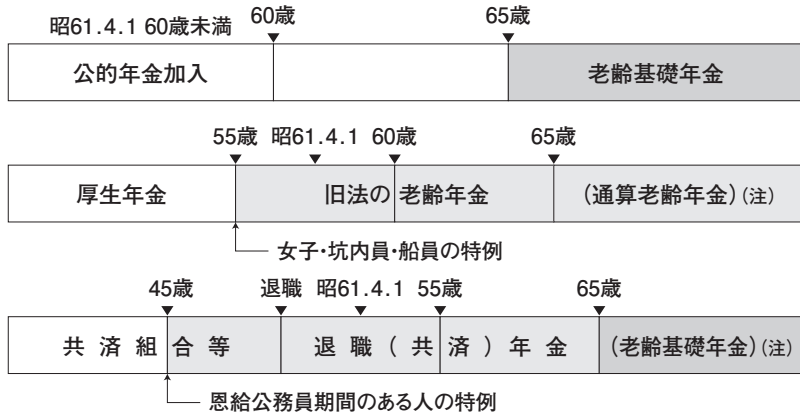 昭61.4.1 60歳未満 60歳 65歳
公的年金加入 老齢基礎年金
55歳 昭61.4.1 60歳 65歳
厚生年金 旧法の老齢年金 (通算老齢年金)(注)
女子・坑内員・船員の特例
45歳 退職 昭61.4.1 55歳 65歳
共済組合等 退職(共済)年金 (老齢基礎年金)(注)
恩給公務員期間のある人の特例